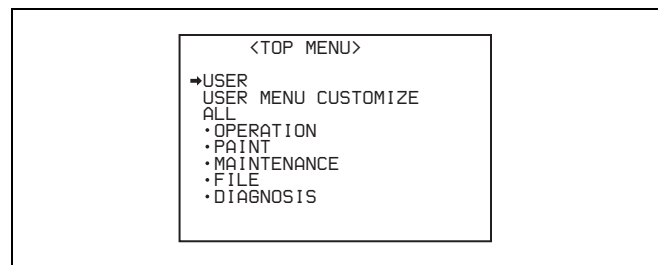 <TOP MENU>
➡USER
USER MENU CUSTOMIZE
ALL
•OPERATION
•PAINT
•MAINTENANCE
•FILE
•DIAGNOSIS